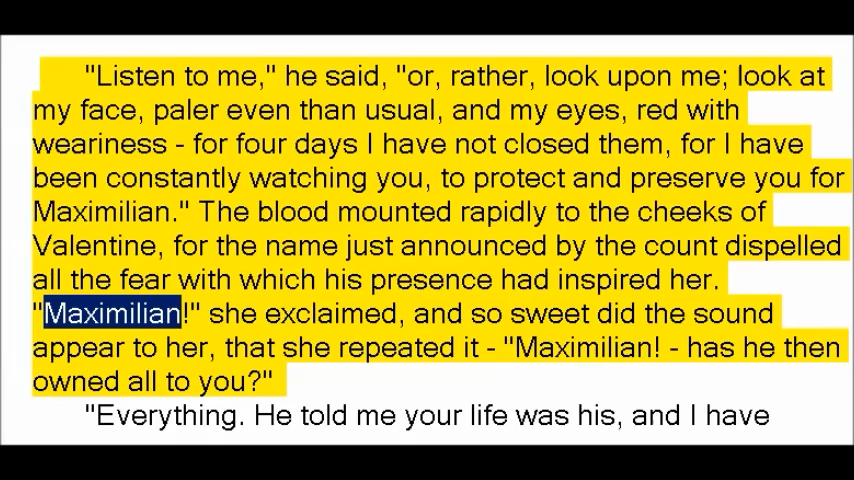 "Listen to me," he said, "or, rather, look upon me; look at
my face, paler even than usual, and my eyes, red with
weariness - for four days I have not closed them, for I have
been constantly watching you, to protect and preserve you for
Maximilian." The blood mounted rapidly to the cheeks of
Valentine, for the name just announced by the count dispelled
all the fear with which his presence had inspired her.
"Maximilian!" she exclaimed, and so sweet did the sound
appear to her, that she repeated it - "Maximilian! - has he then
owned all to you?"
"Everything. He told me your life was his, and I have